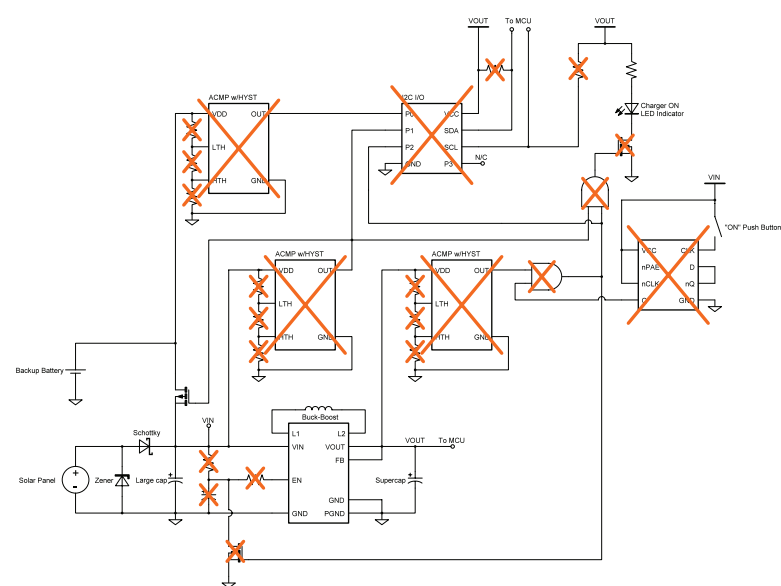 VOUT
To MCU
VOUT
ACMP w/HYST
VDD
OUT
LTH
HTH
GND
I2C I/O
P0
VCC
P1
SDA
P2
SCL
GND
P3
N/C
Charger ON
LED Indicator
VIN
"ON" Push Button
VCC
CLK
nPAE
D
nCLK
nQ
GND
ACMP w/HYST
VDD
OUT
LTH
HTH
GND
ACMP w/HYST
VDD
OUT
LTH
HTH
GND
Backup Battery
Schottky
VIN
Buck-Boost
L1
L2
VIN
VOUT
VOUT
To MCU
FB
Solar Panel
Zener
Large cap
+
EN
Supercap
+
GND
GND
PGND
+
-